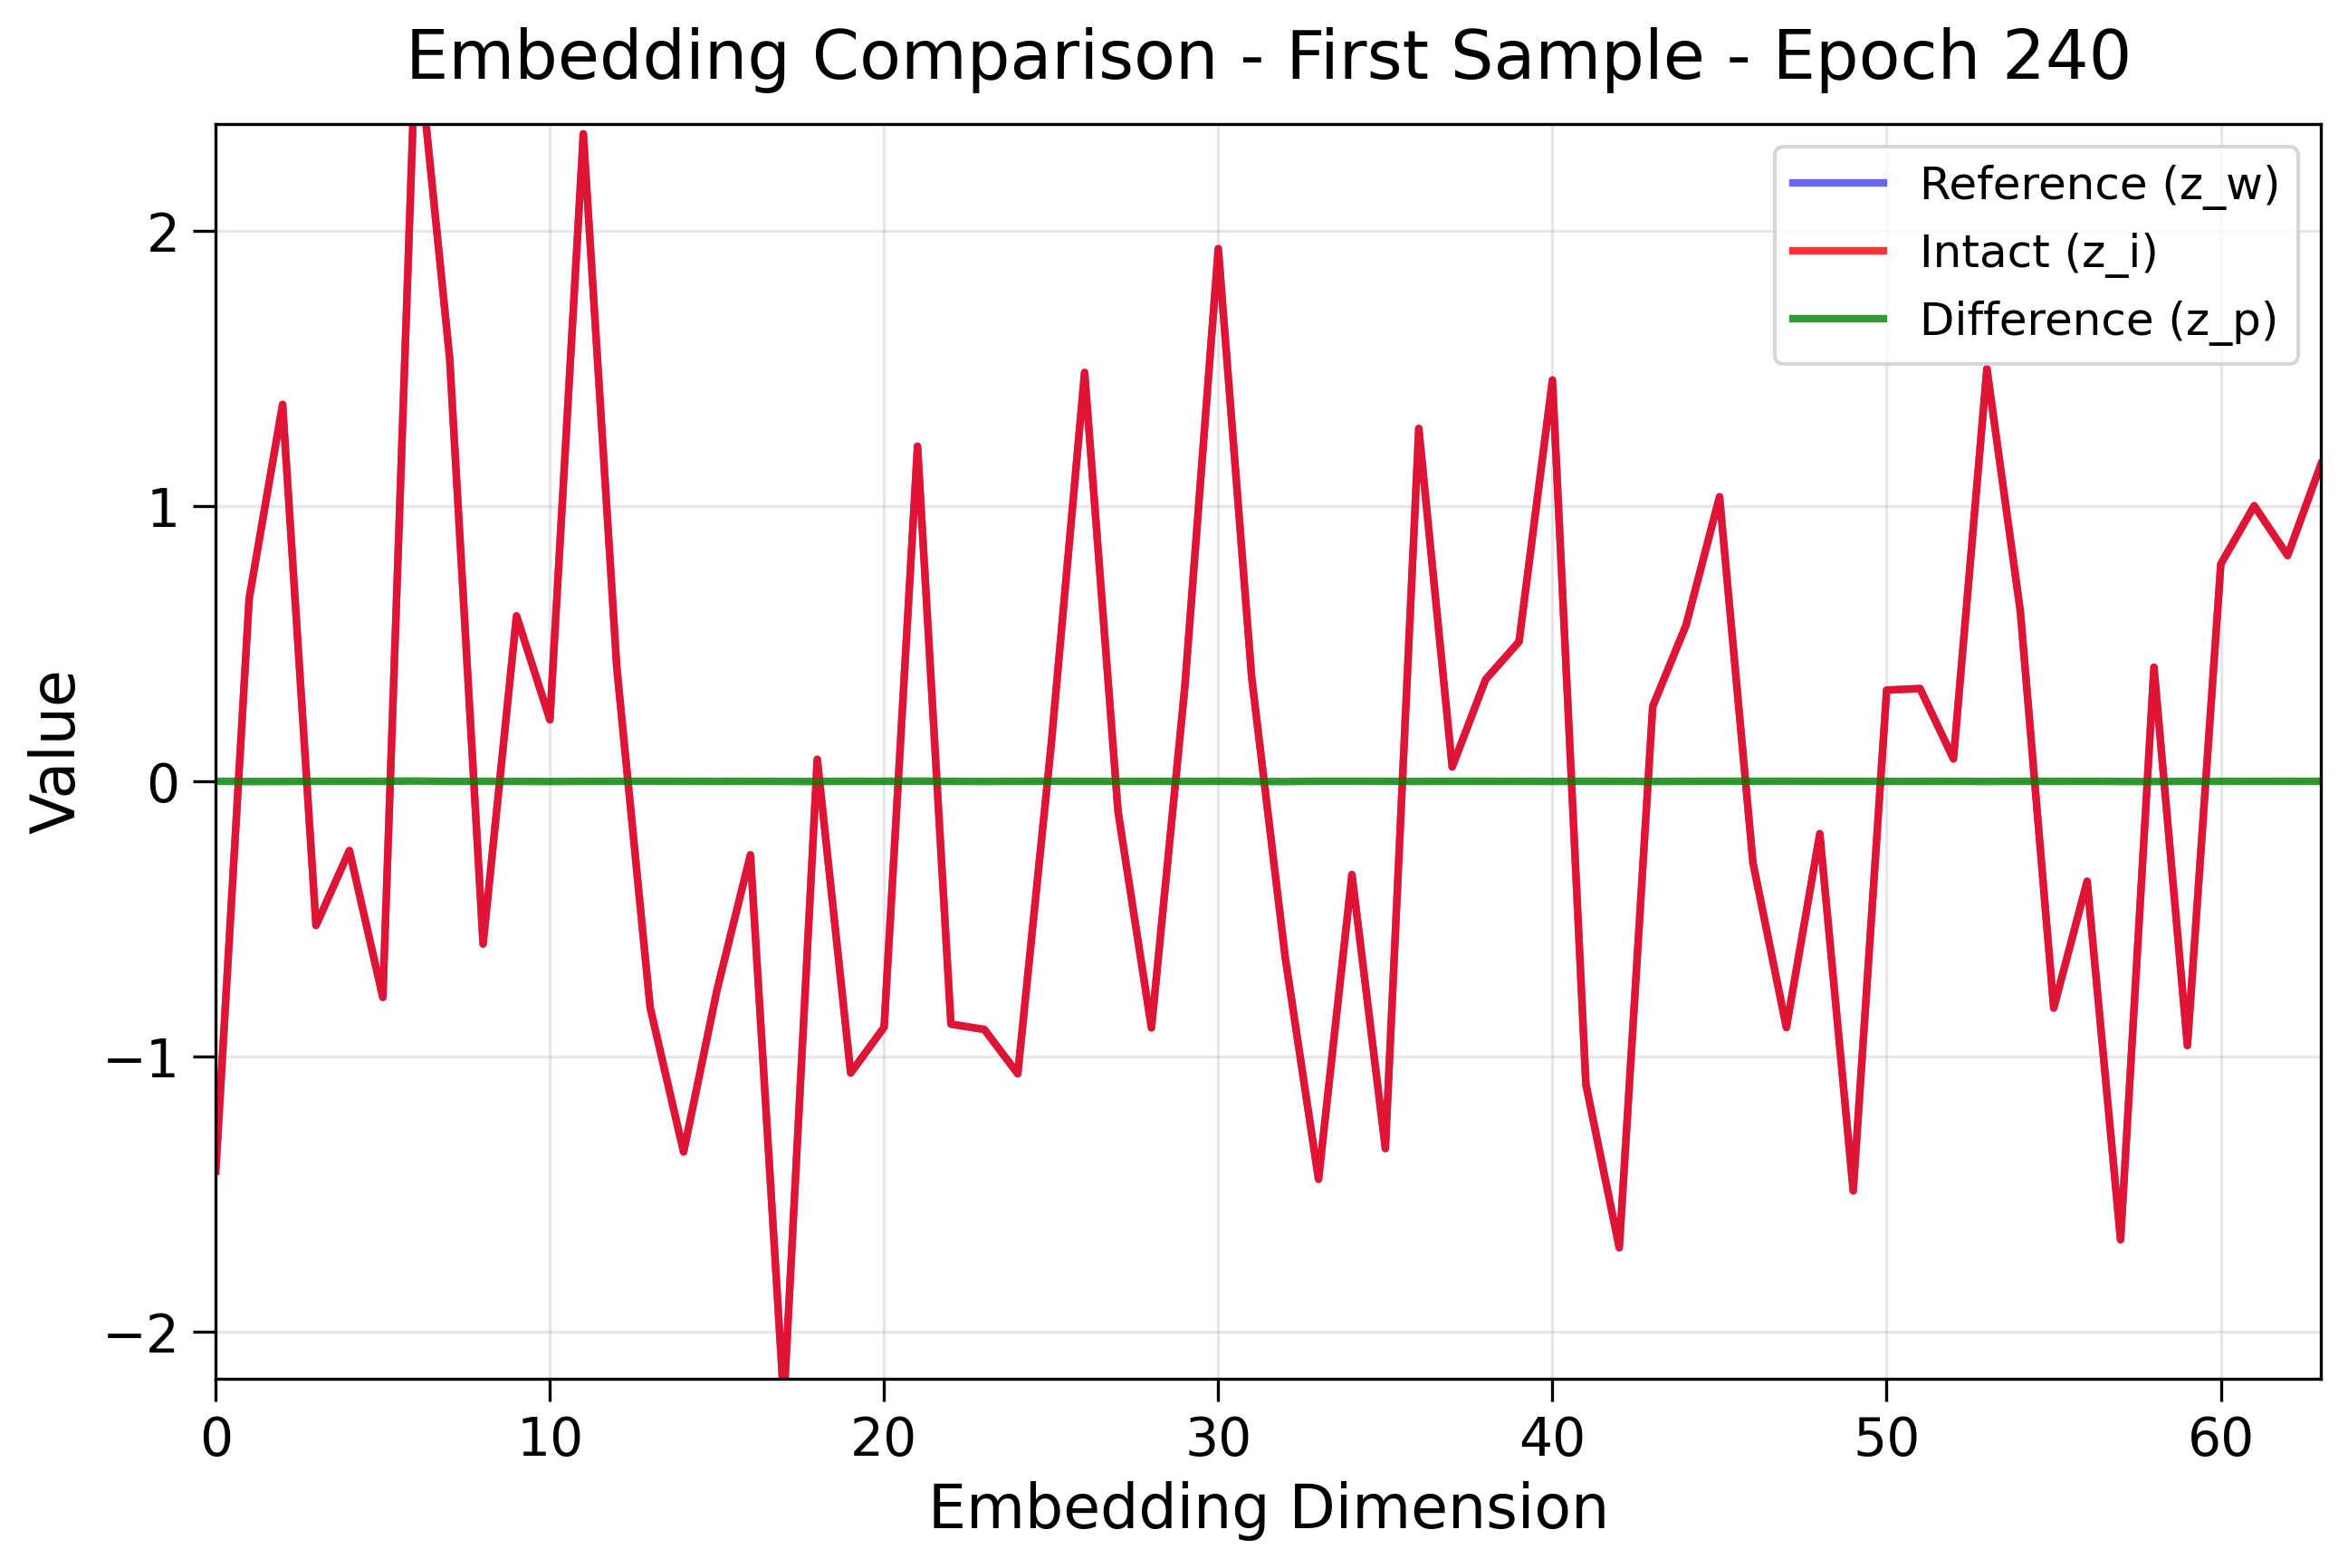 Embedding Comparison - First Sample - Epoch 240
Reference (z_w)
Intact (z_i)
Difference (z_p)
Value
2
1
0
−1
−2
0 10 20 30 40 50 60
Embedding Dimension